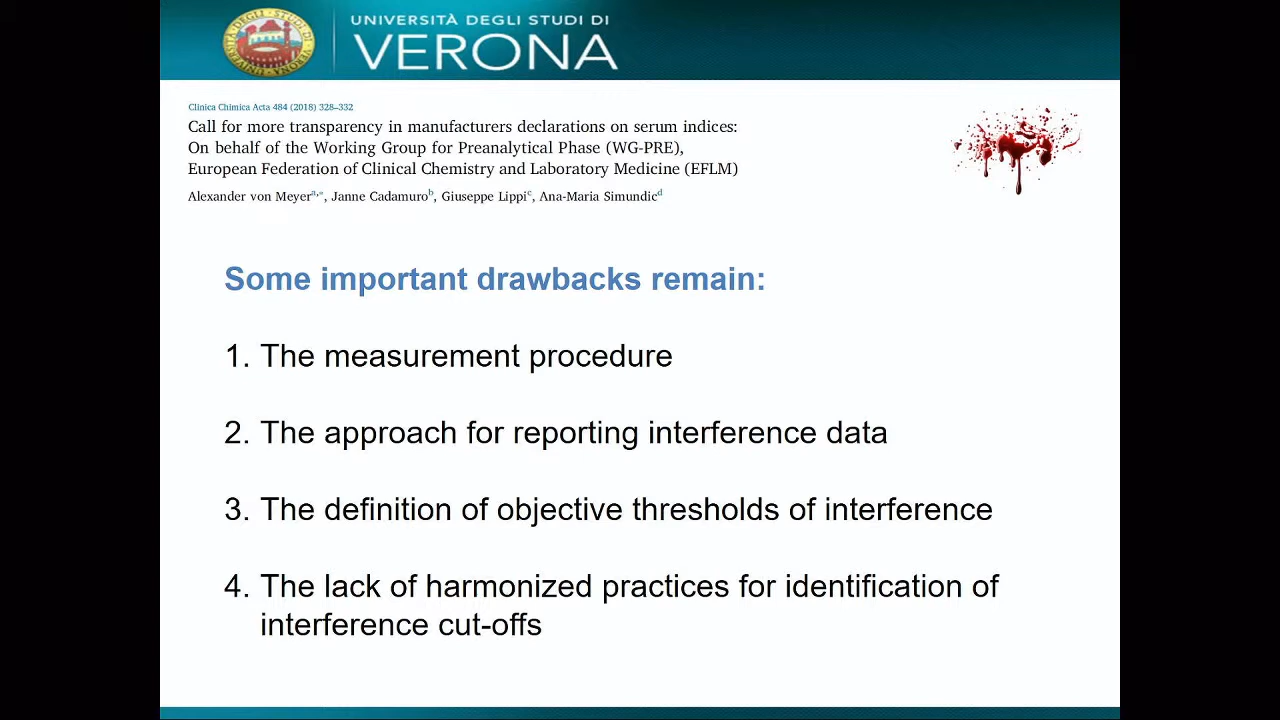 UNIVERSITÀ DEGLI STUDI DI
VERONA
Clinica Chimica Acta 484 (2018) 328–332
Call for more transparency in manufacturers declarations on serum indices:
On behalf of the Working Group for Preanalytical Phase (WG-PRE),
European Federation of Clinical Chemistry and Laboratory Medicine (EFLM)
Alexander von Meyera,*, Janne Cadamurob, Giuseppe Lippic, Ana-Maria Simundicd
Some important drawbacks remain:
1. The measurement procedure
2. The approach for reporting interference data
3. The definition of objective thresholds of interference
4. The lack of harmonized practices for identification of
interference cut-offs